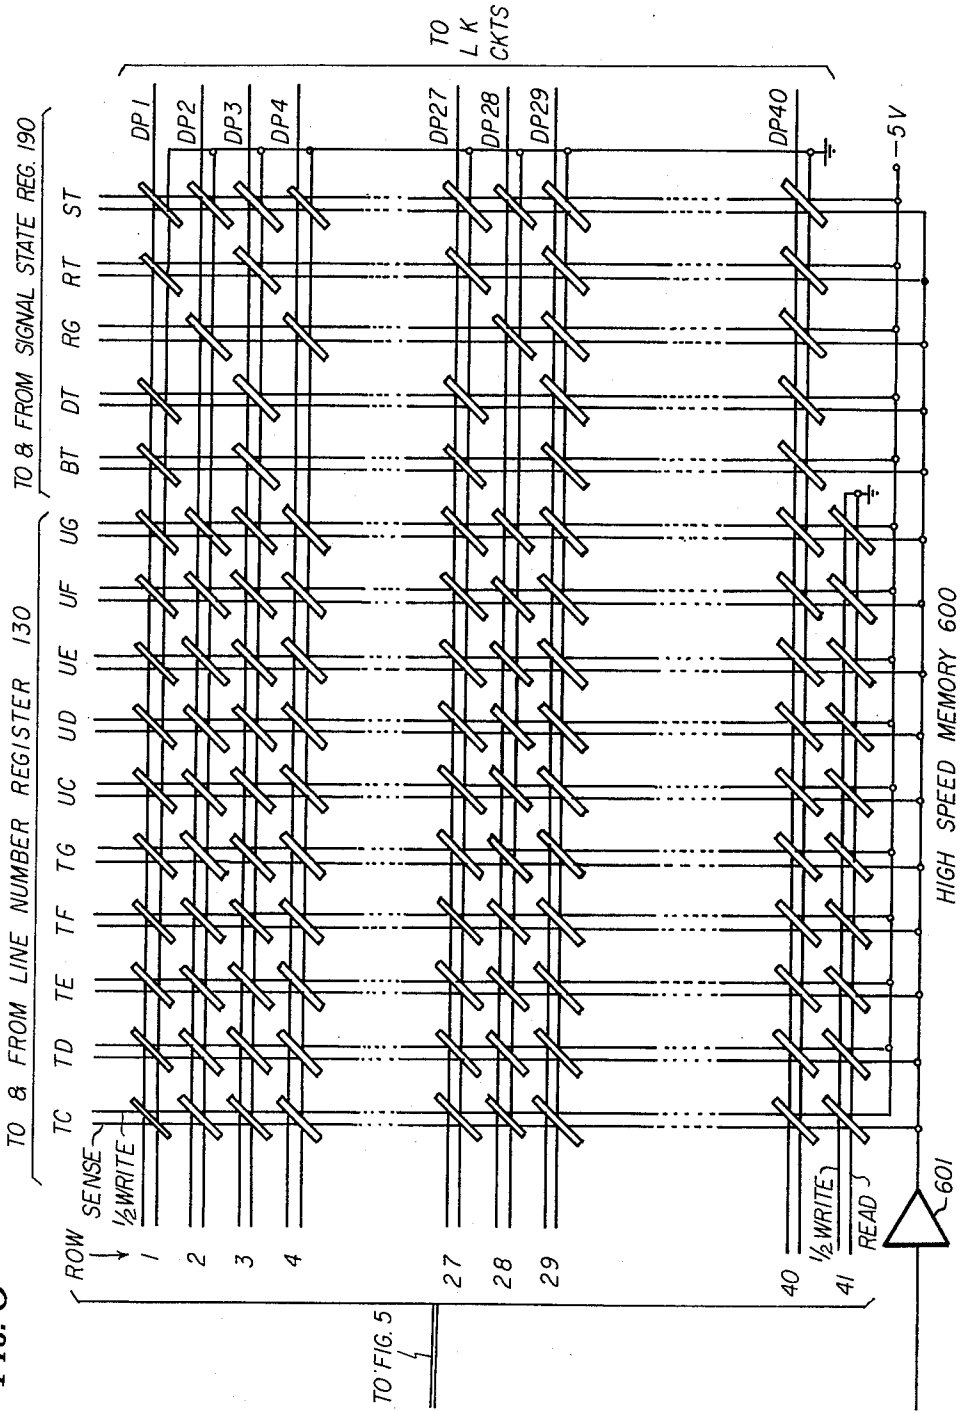 TO & FROM LINE NUMBER REGISTER 130
TO & FROM SIGNAL STATE REG. 190
TC TD TE TF TG UC UD UE UF UG BT DT RG RT ST
TO
L K
CKTS
ROW
SENSE
1/2 WRITE
1
DP1
2
DP2
3
DP3
4
DP4
27
DP27
28
DP28
29
DP29
40
DP40
1/2 WRITE
41
READ
-5V
TO FIG. 5
601
HIGH SPEED MEMORY 600